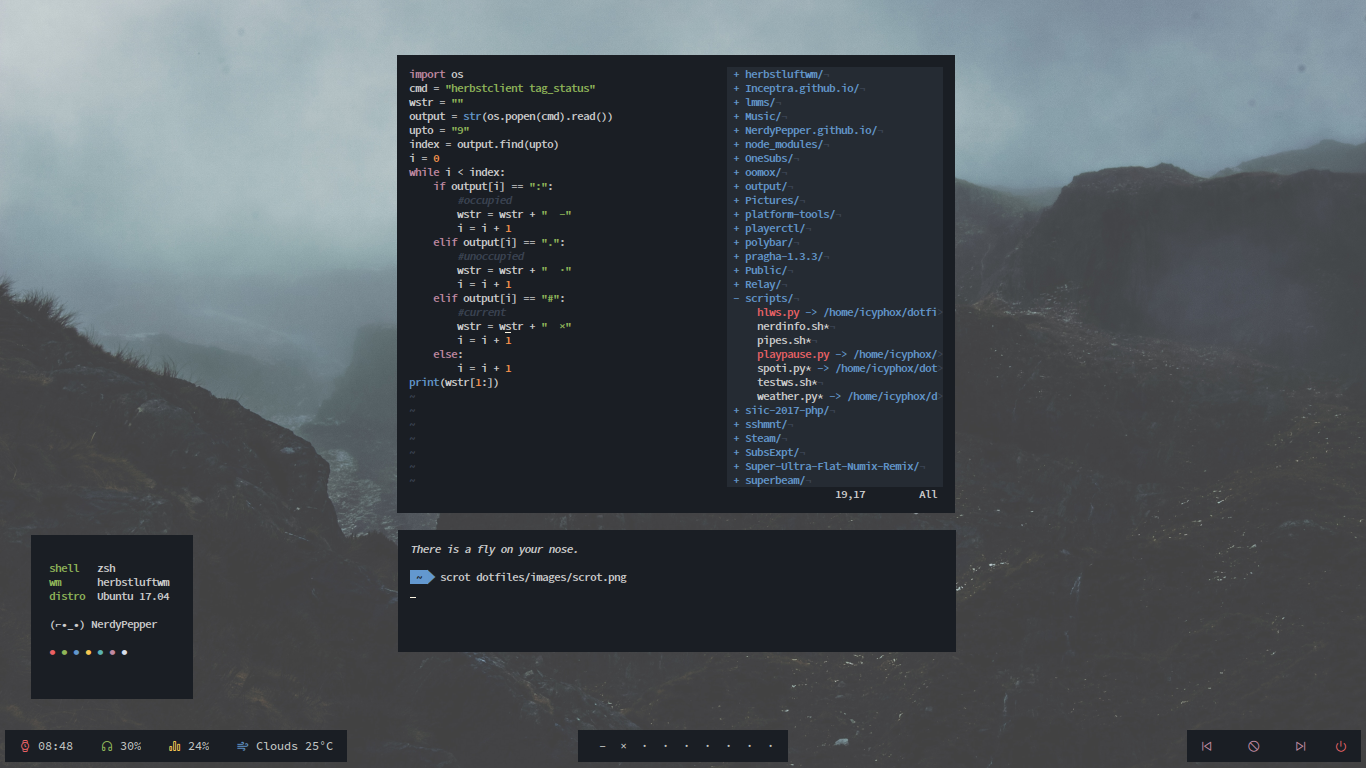 import os
cmd = "herbstclient tag_status"
wstr = ""
output = str(os.popen(cmd).read())
upto = "9"
index = output.find(upto)
i = 0
while i < index:
    if output[i] == ":":
        #occupied
        wstr = wstr + "  -"
        i = i + 1
    elif output[i] == ".":
        #unoccupied
        wstr = wstr + "  ·"
        i = i + 1
    elif output[i] == "#":
        #current
        wstr = wstr + "  ×"
        i = i + 1
    else:
        i = i + 1
print(wstr[1:])
~
~
~
~
~
~
~
+ herbstluftwm/¬
+ Inceptra.github.io/¬
+ lmms/¬
+ Music/¬
+ NerdyPepper.github.io/¬
+ node_modules/¬
+ OneSubs/¬
+ oomox/¬
+ output/¬
+ Pictures/¬
+ platform-tools/¬
+ playerctl/¬
+ polybar/¬
+ pragha-1.3.3/¬
+ Public/¬
+ Relay/¬
- scripts/¬
    hlws.py -> /home/icyphox/dotfi>
    nerdinfo.sh*¬
    pipes.sh*¬
    playpause.py -> /home/icyphox/>
    spoti.py* -> /home/icyphox/dot>
    testws.sh*¬
    weather.py* -> /home/icyphox/d>
+ siic-2017-php/¬
+ sshmnt/¬
+ Steam/¬
+ SubsExpt/¬
+ Super-Ultra-Flat-Numix-Remix/¬
+ superbeam/¬
19,17 All
There is a fly on your nose.
~ scrot dotfiles/images/scrot.png
shell zsh
wm herbstluftwm
distro Ubuntu 17.04
(⌐•_•) NerdyPepper
08:48 30% 24% Clouds 25°C
- × · · · · · · ·